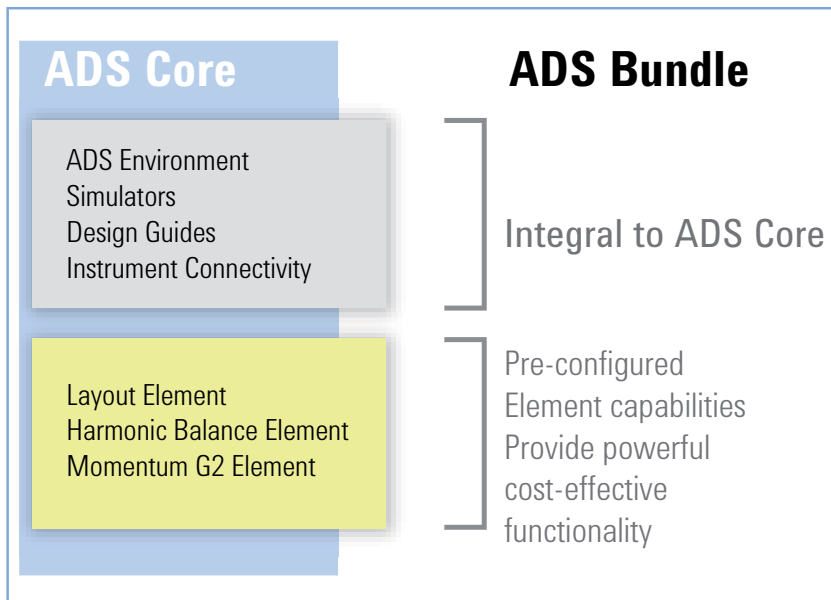 ADS Core
ADS Bundle
ADS Environment
Simulators
Design Guides
Instrument Connectivity
Integral to ADS Core
Layout Element
Harmonic Balance Element
Momentum G2 Element
Pre-configured
Element capabilities
Provide powerful
cost-effective
functionality